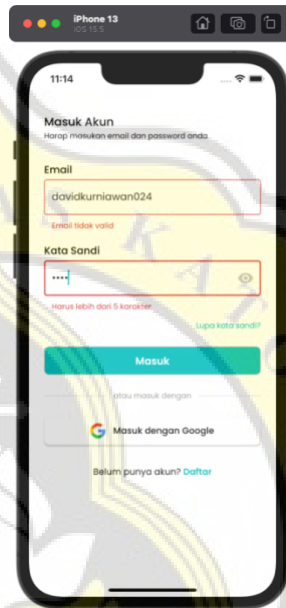 iPhone 13
iOS 15.5
11:14
Masuk Akun
Harap masukan email dan password anda
Email
davidkurniawan024
Email tidak valid
Kata Sandi
••••
Harus lebih dari 5 karakter
Lupa kata sandi?
Masuk
atau masuk dengan
Masuk dengan Google
Belum punya akun? Daftar